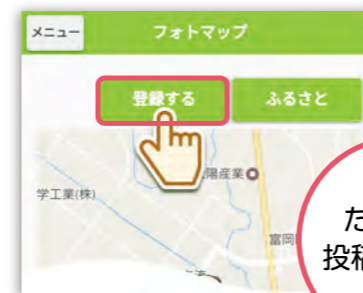 メニュー フォトマップ
登録する ふるさと
陽産業
学工業(株)
富岡
た
投稿